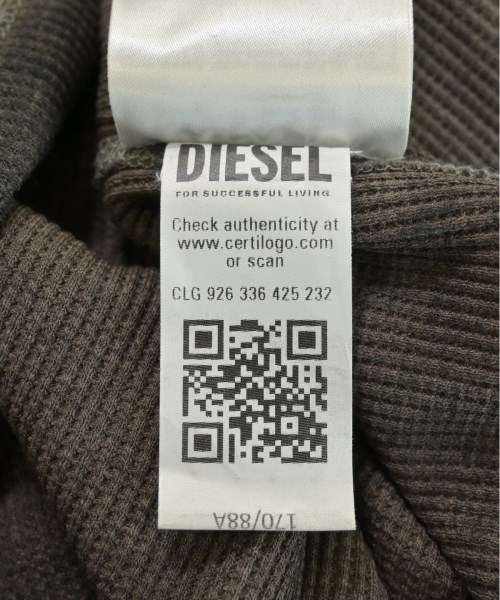 DIESEL
FOR SUCCESSFUL LIVING
Check authenticity at
www.certilogo.com
or scan
CLG 926 336 425 232
170/88A